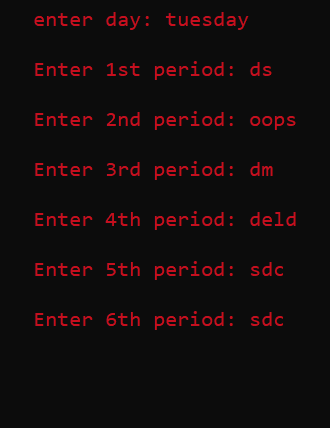 enter day: tuesday
Enter 1st period: ds
Enter 2nd period: oops
Enter 3rd period: dm
Enter 4th period: deld
Enter 5th period: sdc
Enter 6th period: sdc